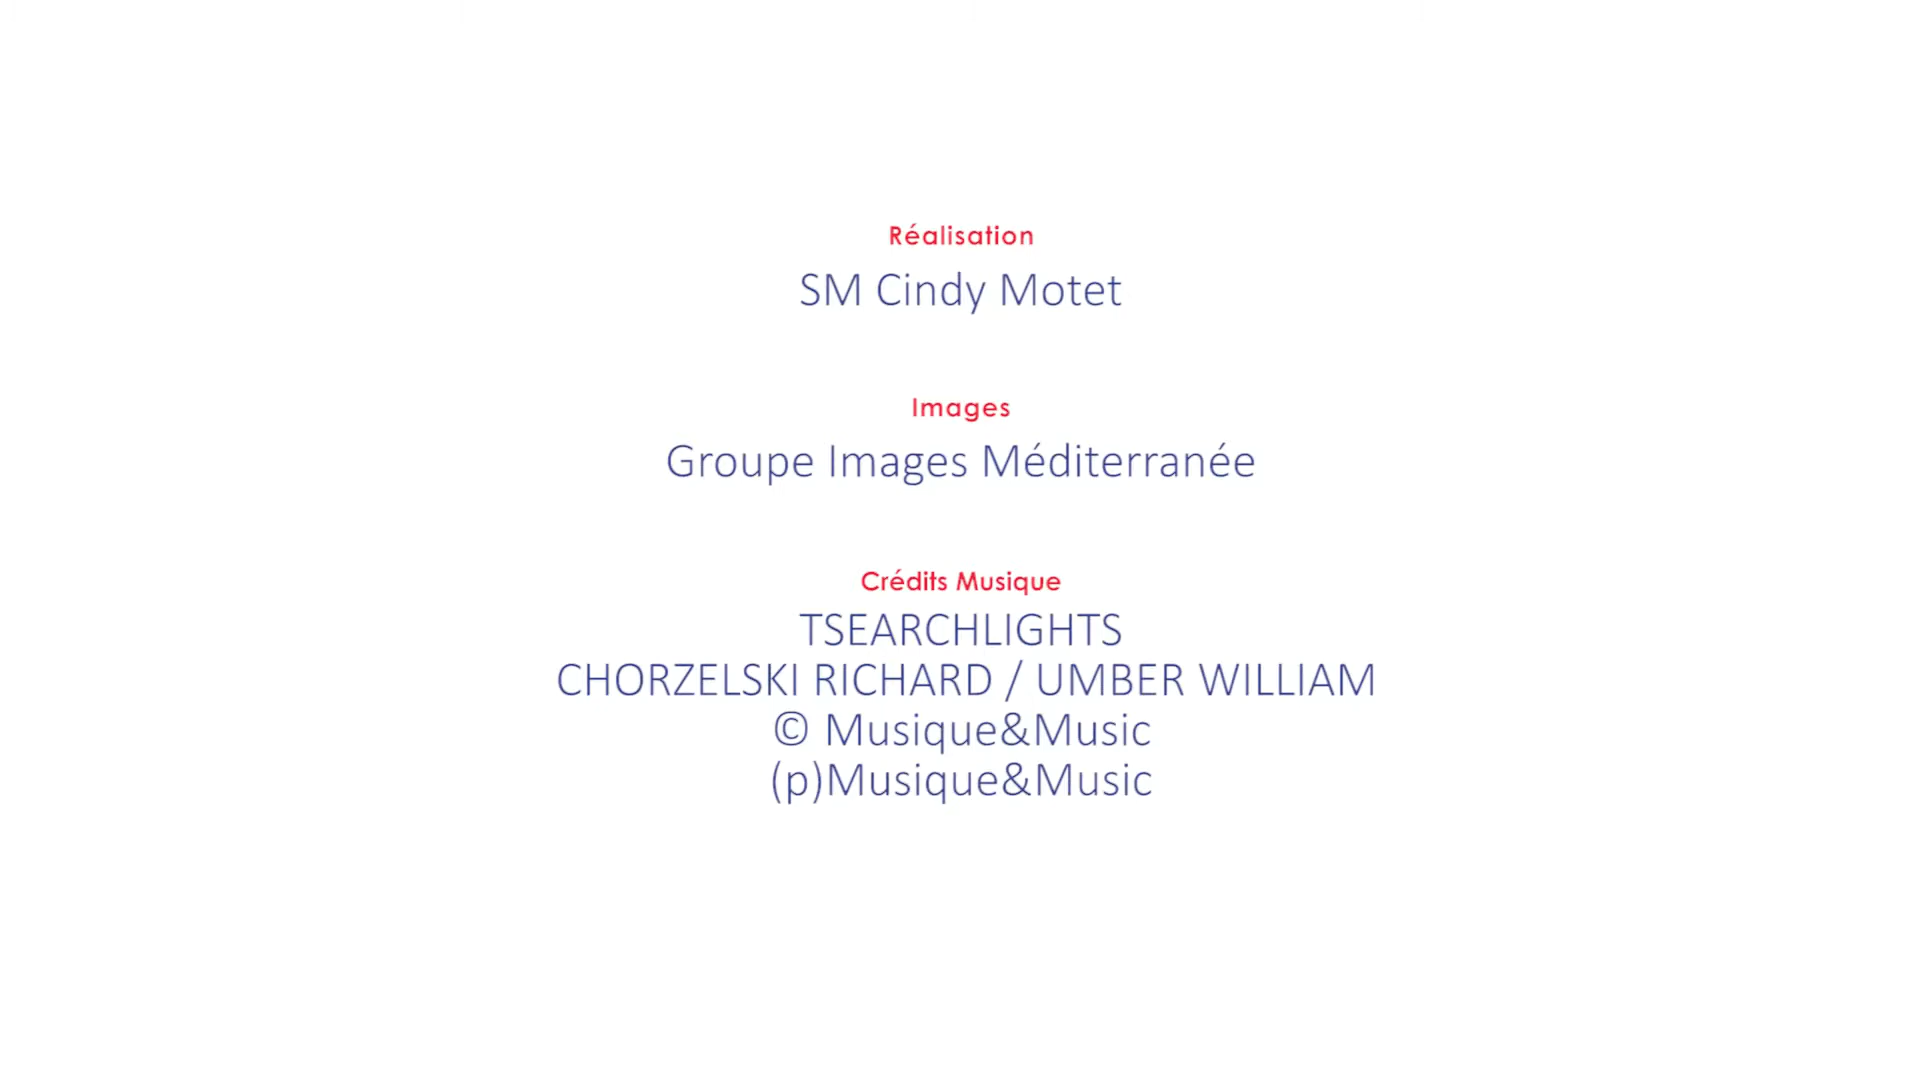 Réalisation
SM Cindy Motet
Images
Groupe Images Méditerranée
Crédits Musique
TSEARCHLIGHTS
CHORZELSKI RICHARD / UMBER WILLIAM
© Musique&Music
(p)Musique&Music